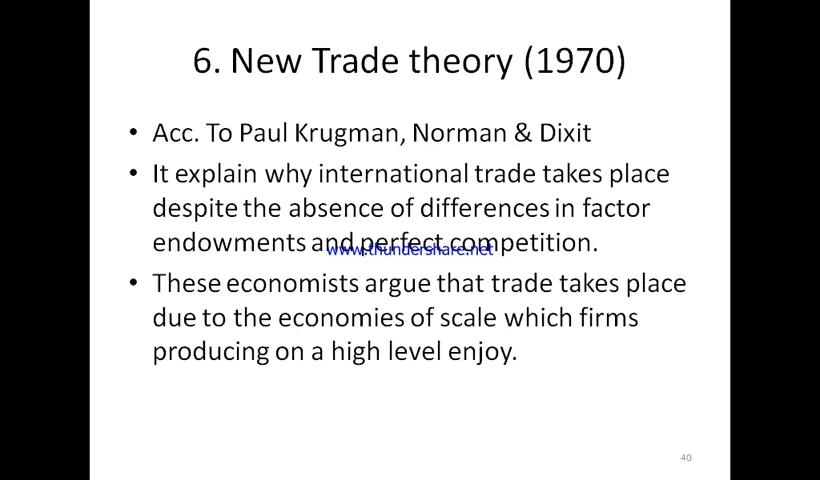 6. New Trade theory (1970)
• Acc. To Paul Krugman, Norman & Dixit
• It explain why international trade takes place
despite the absence of differences in factor
endowments and perfect competition.
www.thundershare.net
• These economists argue that trade takes place
due to the economies of scale which firms
producing on a high level enjoy.
40